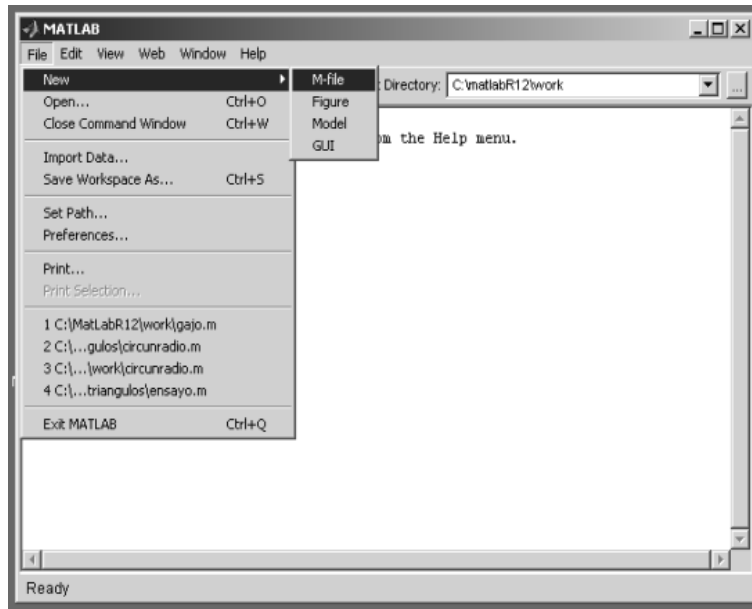 MATLAB
File Edit View Web Window Help
New
Open... Ctrl+O
Close Command Window Ctrl+W
Import Data...
Save Workspace As... Ctrl+S
Set Path...
Preferences...
Print...
Print Selection...
1 C:\MatLabR12\work\gajo.m
2 C:\...gulos\circunradio.m
3 C:\...\work\circunradio.m
4 C:\...triangulos\ensayo.m
Exit MATLAB Ctrl+Q
M-file
Figure
Model
GUI
Directory: C:\matlabR12\work
...
the Help menu.
Ready